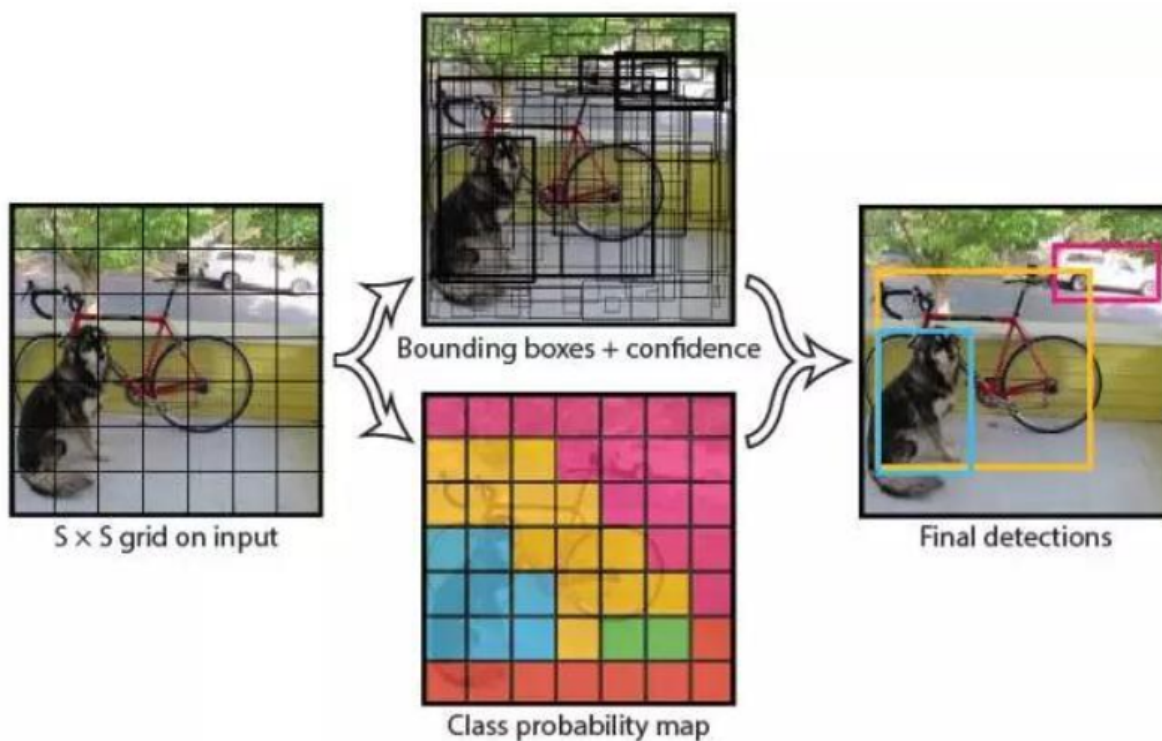 Bounding boxes + confidence
S × S grid on input
Final detections
Class probability map